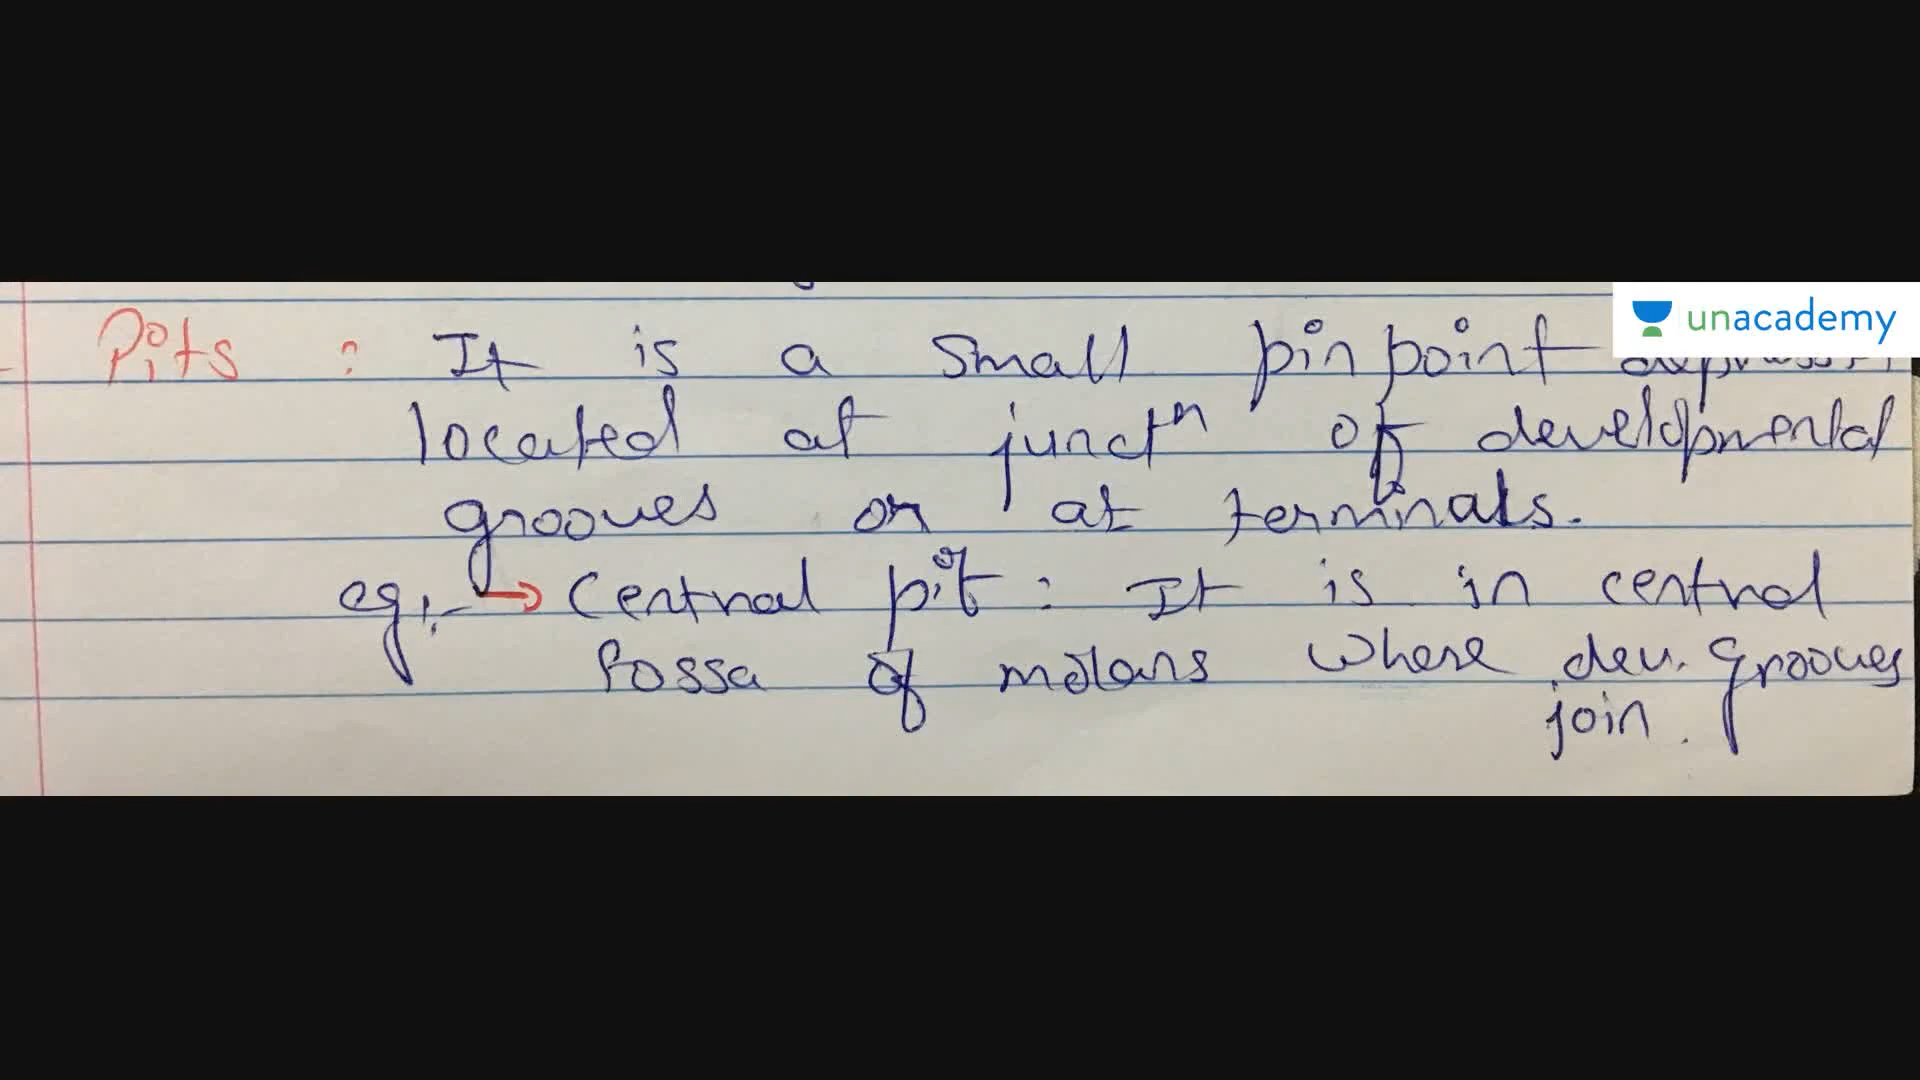 unacademy
Pits : It is a small pin point
located at junctn of developmental
grooves or at terminals.
eg:- → Central pit : It is in central
Fossa of molars where dev. grooves
join.